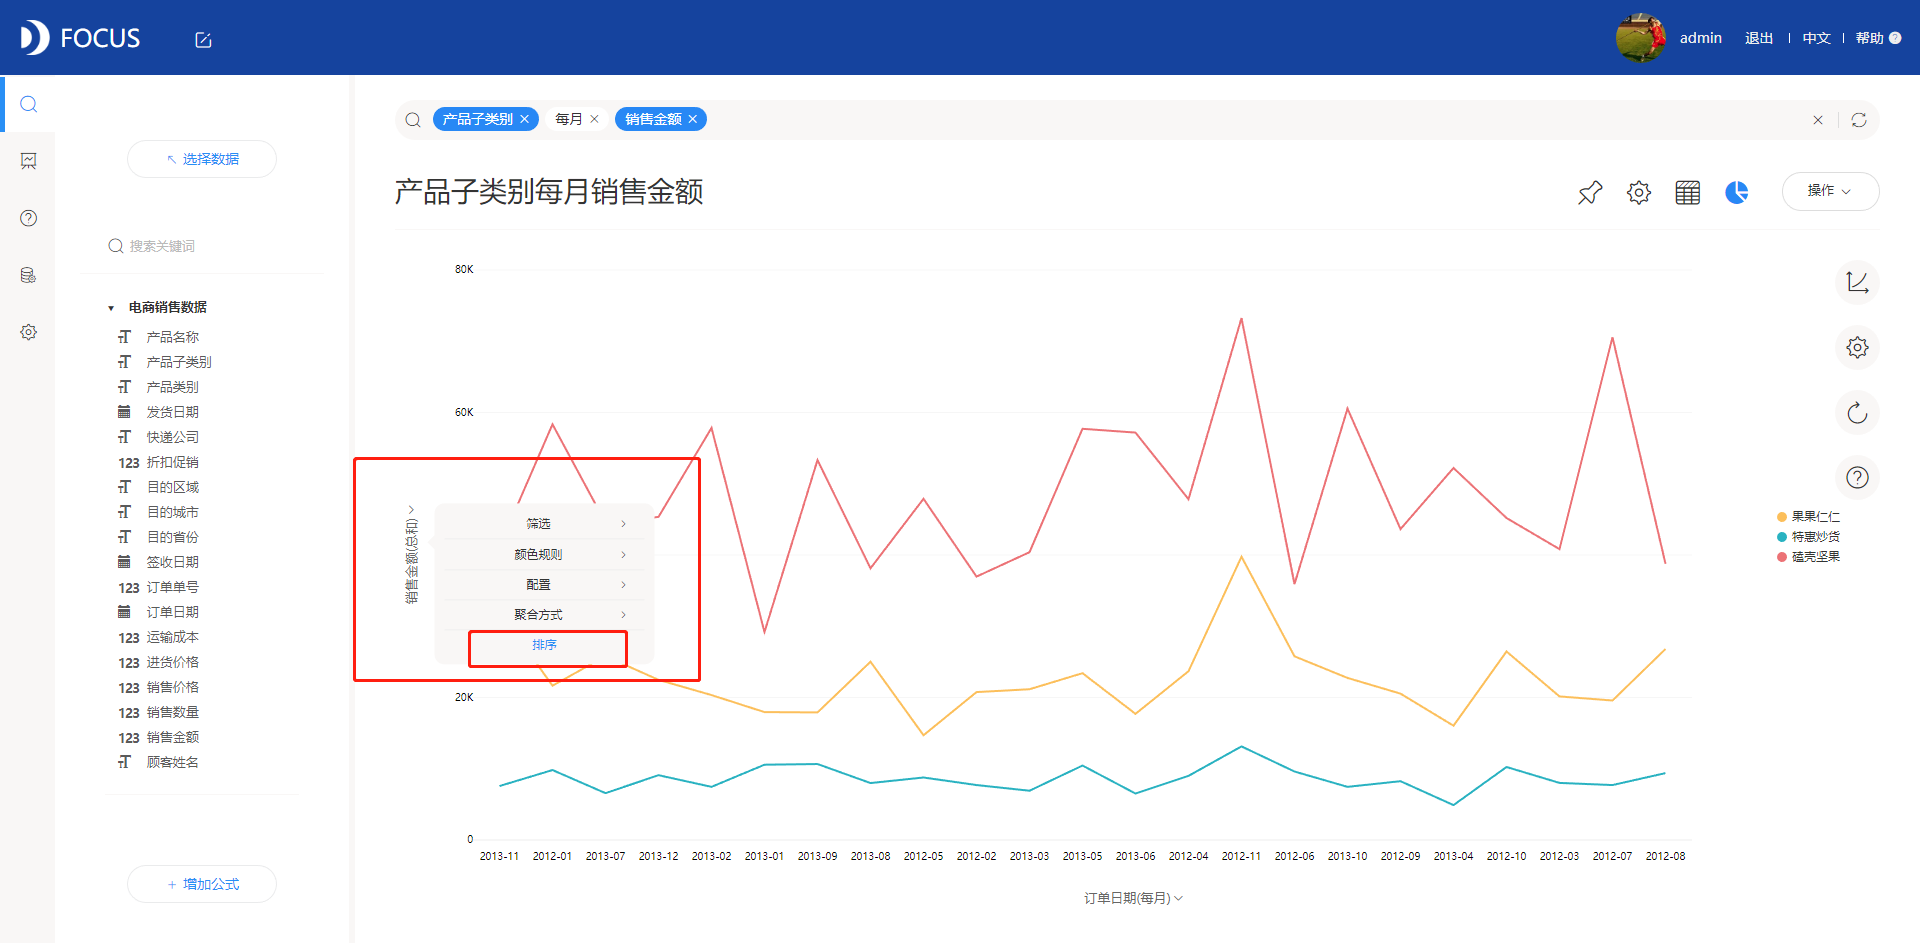 FOCUS
admin 退出 | 中文 | 帮助 ?
产品子类别 × 每月 × 销售金额 ×
选择数据
产品子类别每月销售金额
操作
搜索关键词
电商销售数据
产品名称
产品子类别
产品类别
发货日期
快递公司
123 折扣促销
目的区域
目的城市
目的省份
签收日期
123 订单单号
订单日期
123 运输成本
123 进货价格
123 销售价格
123 销售数量
123 销售金额
顾客姓名
+ 增加公式
80K
60K
20K
0
销售金额(总和)
筛选
颜色规则
配置
聚合方式
排序
果果仁仁
特惠炒货
磕壳坚果
2013-11 2012-01 2013-07 2013-12 2013-02 2013-01 2013-09 2013-08 2012-05 2012-02 2013-03 2013-05 2013-06 2012-04 2012-11 2012-06 2013-10 2012-09 2013-04 2012-10 2012-03 2012-07 2012-08
订单日期(每月)